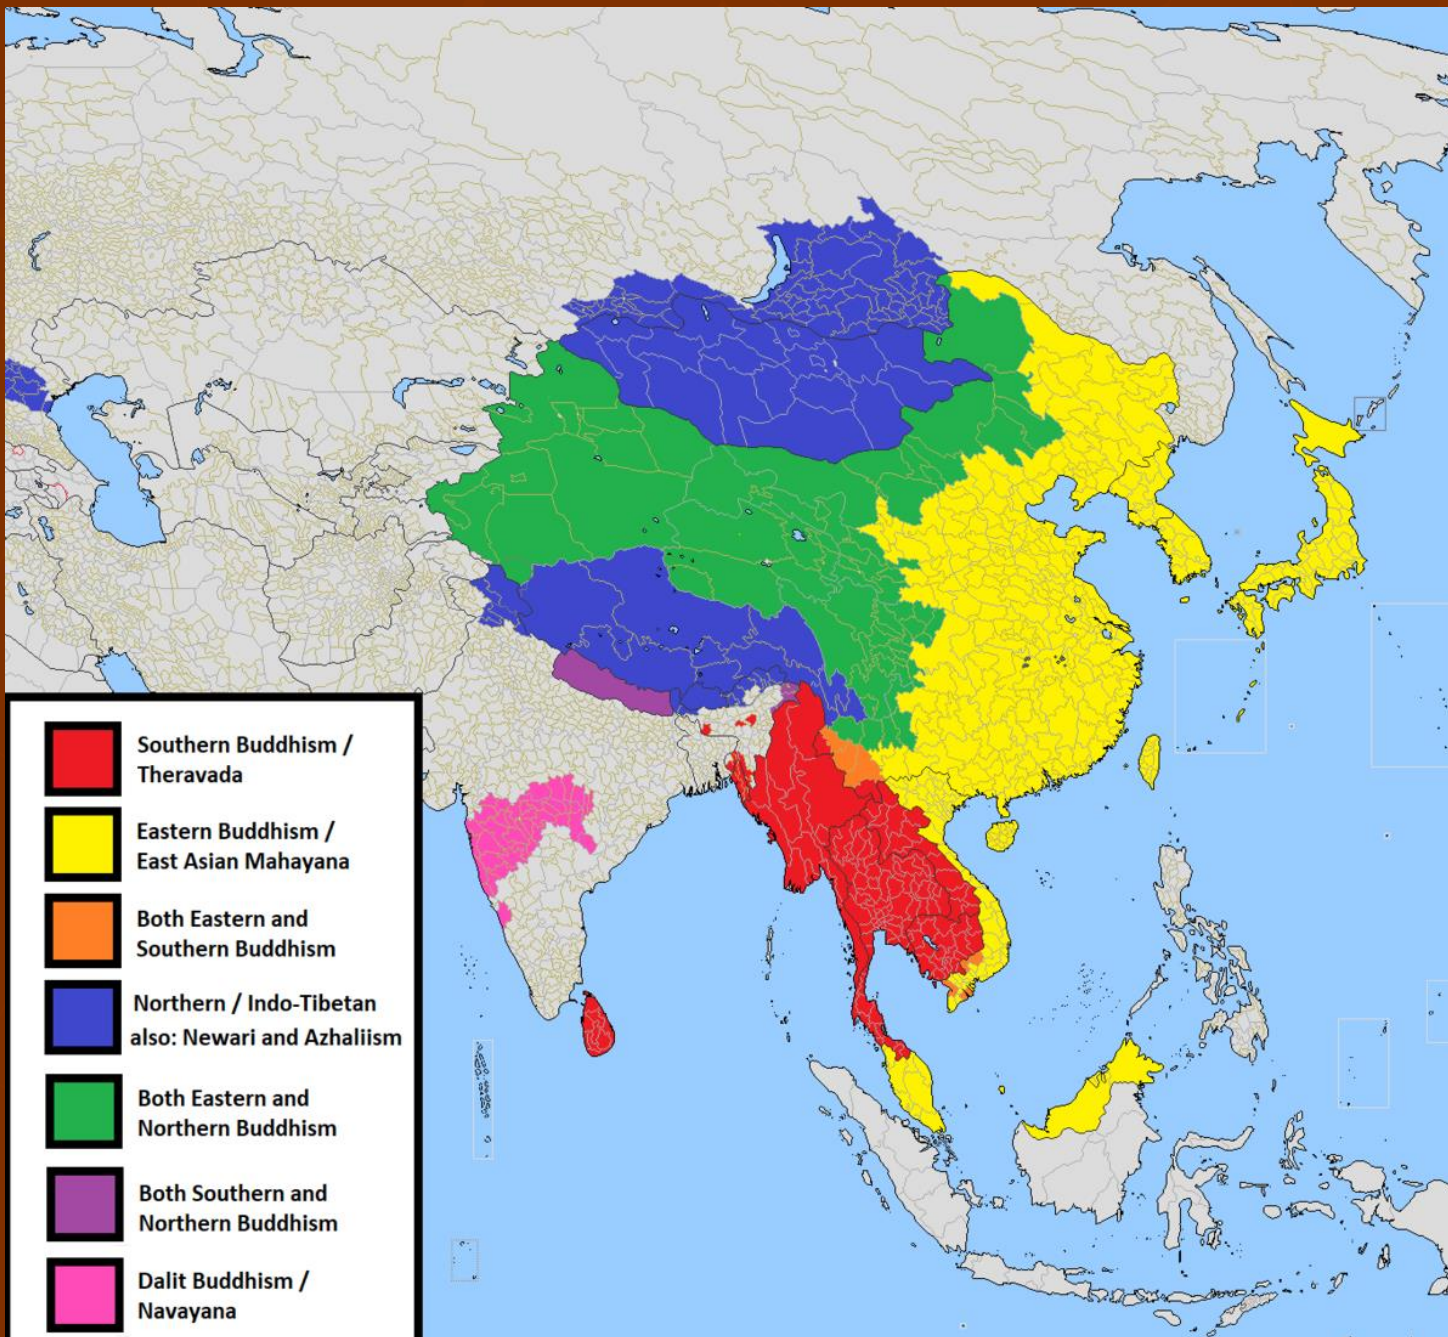 Southern Buddhism /
Theravada
Eastern Buddhism /
East Asian Mahayana
Both Eastern and
Southern Buddhism
Northern / Indo-Tibetan
also: Newari and Azhaliism
Both Eastern and
Northern Buddhism
Both Southern and
Northern Buddhism
Dalit Buddhism /
Navayana